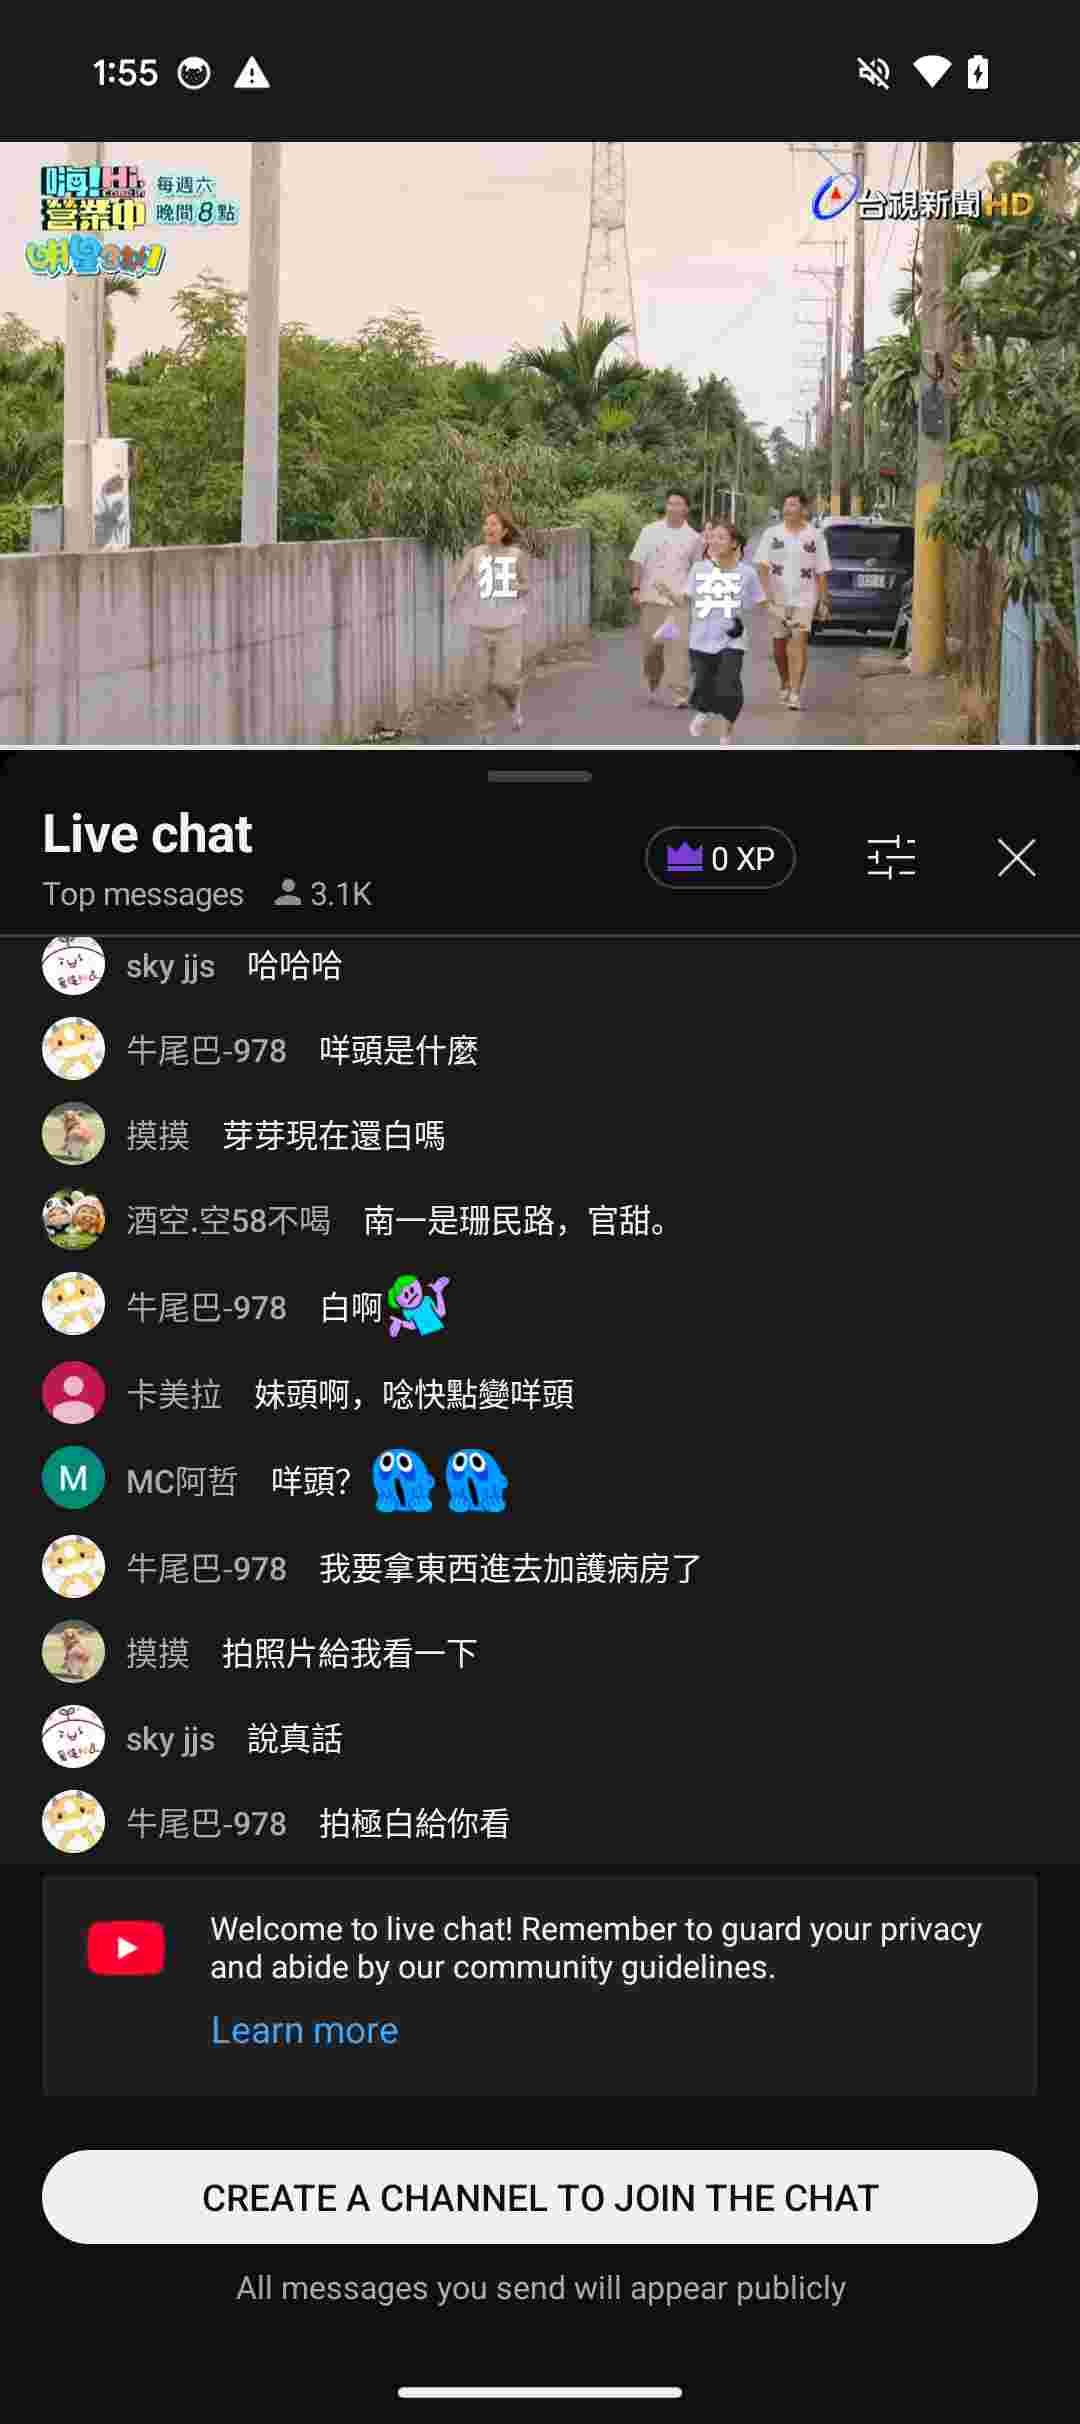 1:55
嗨!Hi,
營業中
每週六
晚間8點
台視新聞HD
狂
奔
Live chat
Top messages 3.1K
0 XP
sky jjs 哈哈哈
牛尾巴-978 咩頭是什麼
摸摸 芽芽現在還白嗎
酒空.空58不喝 南一是珊民路，官甜。
牛尾巴-978 白啊
卡美拉 妹頭啊，唸快點變咩頭
M MC阿哲 咩頭?
牛尾巴-978 我要拿東西進去加護病房了
摸摸 拍照片給我看一下
sky jjs 說真話
牛尾巴-978 拍極白給你看
Welcome to live chat! Remember to guard your privacy
and abide by our community guidelines.
Learn more
CREATE A CHANNEL TO JOIN THE CHAT
All messages you send will appear publicly